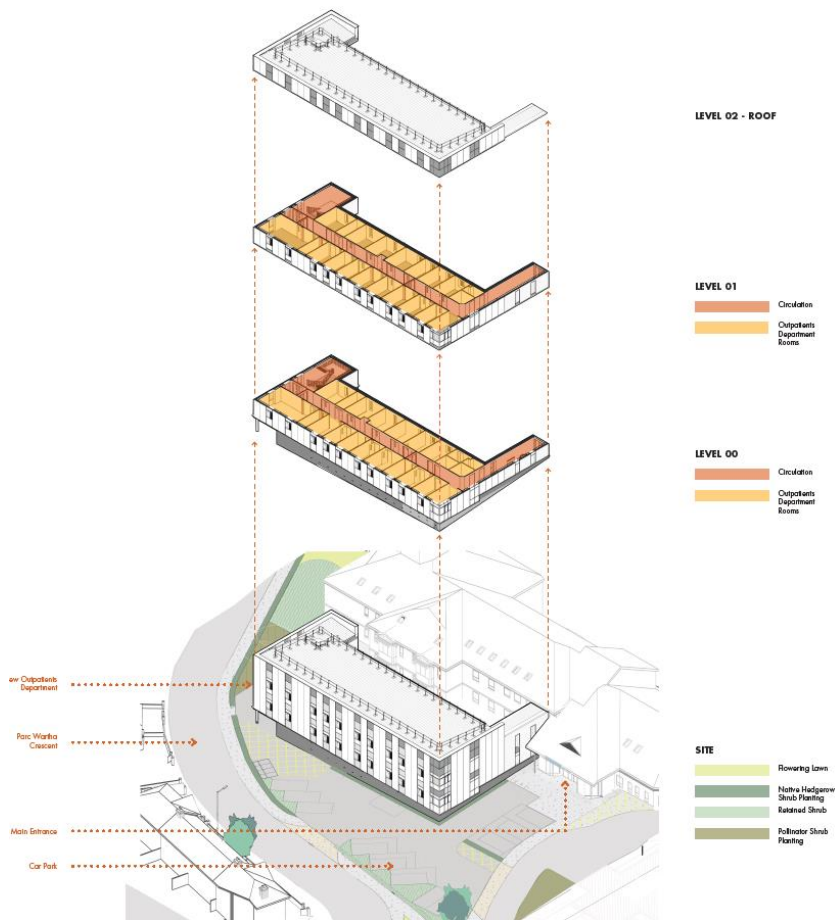 LEVEL 02 - ROOF
LEVEL 01
Circulation
Outpatients
Department
Rooms
LEVEL 00
Circulation
Outpatients
Department
Rooms
ew Outpatients
Department
Parc Wartha
Crescent
Main Entrance
Car Park
SITE
Flowering Lawn
Native Hedgerow
Shrub Planting
Retained Shrub
Pollinator Shrub
Planting